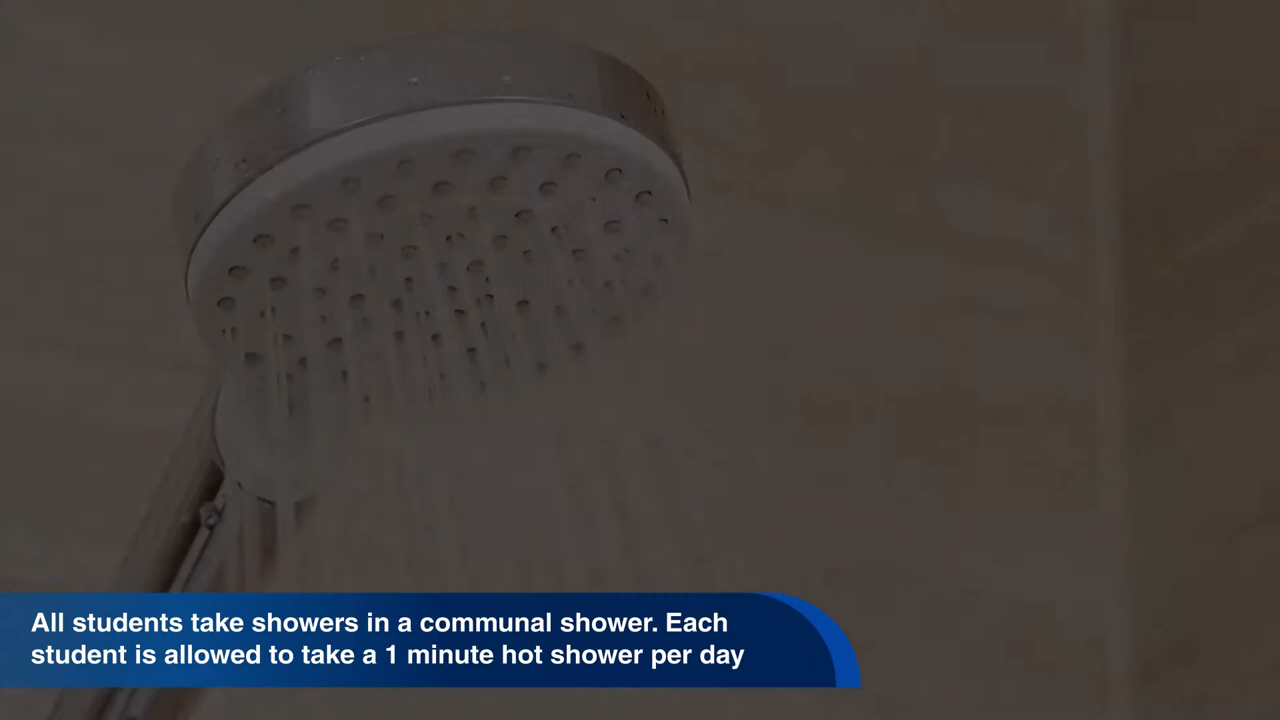 All students take showers in a communal shower. Each
student is allowed to take a 1 minute hot shower per day